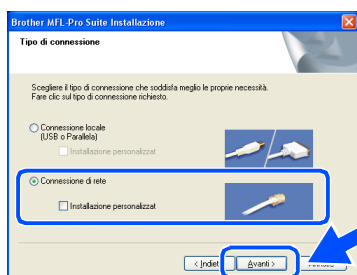 Brother MFL-Pro Suite Installazione
Tipo di connessione
Scegliere il tipo di connessione che soddisfa meglio le proprie necessità.
Fare clic sul tipo di connessione richiesto.
Connessione locale
(USB o Parallela)
Installazione personalizzat
Connessione di rete
Installazione personalizzat
< Indiet
Avanti >